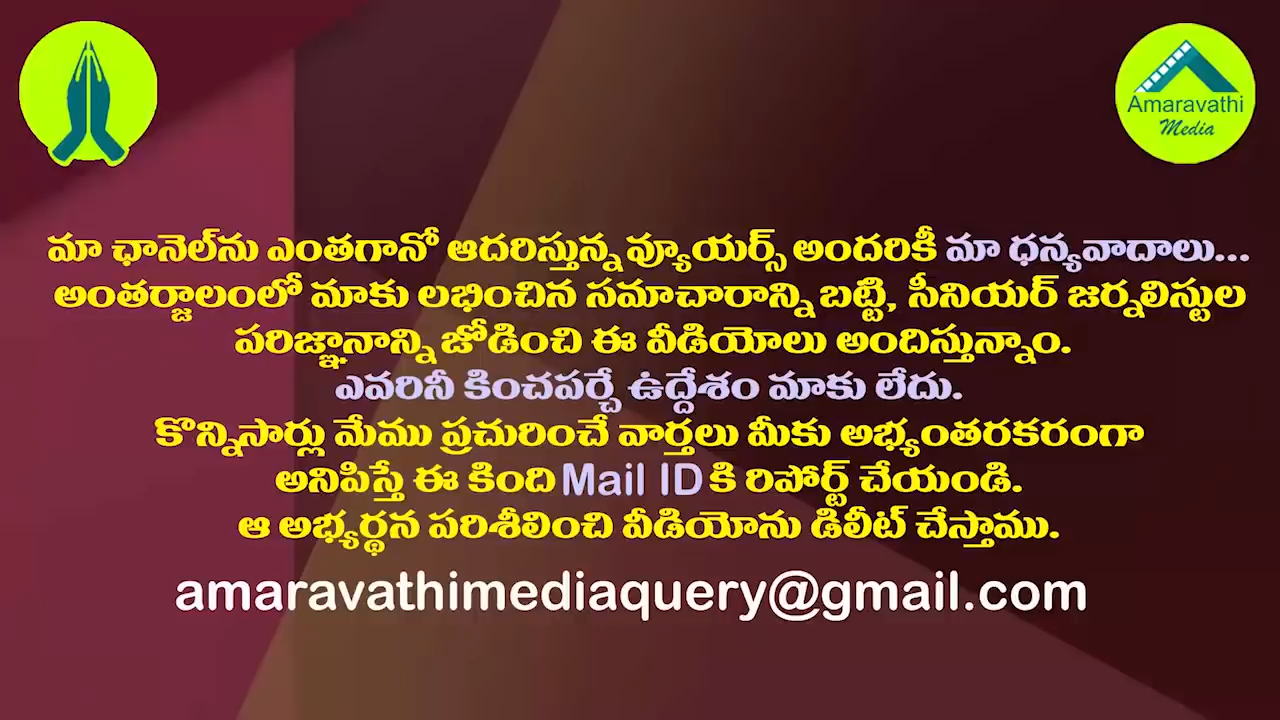 Amaravathi
Media
మా ఛానెల్‌ను ఎంతగానో ఆదరిస్తున్న వ్యూయర్స్ అందరికీ మా ధన్యవాదాలు...
అంతర్జాలంలో మాకు లభించిన సమాచారాన్ని బట్టి, సీనియర్ జర్నలిస్టుల
పరిజ్ఞానాన్ని జోడించి ఈ వీడియోలు అందిస్తున్నాం.
ఎవరినీ కించపర్చే ఉద్దేశం మాకు లేదు.
కొన్నిసార్లు మేము ప్రచురించే వార్తలు మీకు అభ్యంతరకరంగా
అనిపిస్తే ఈ కింది Mail ID కి రిపోర్ట్ చేయండి.
ఆ అభ్యర్థన పరిశీలించి వీడియోను డిలీట్ చేస్తాము.
amaravathimediaquery@gmail.com